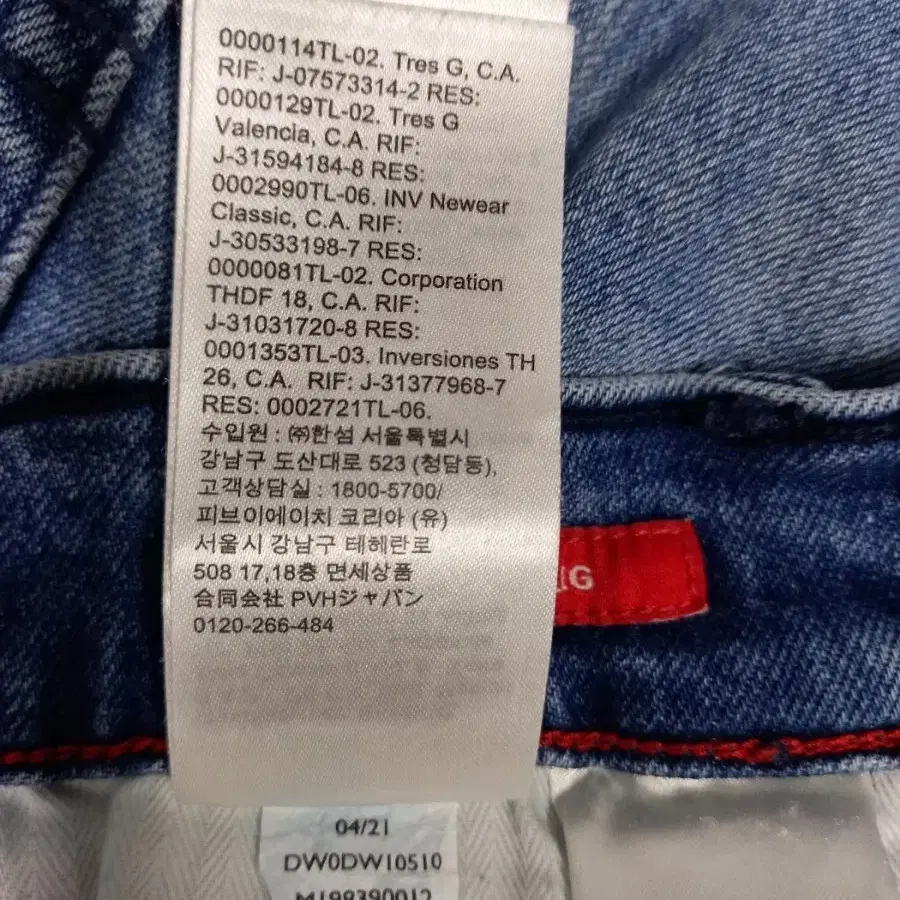 0000114TL-02. Tres G, C.A.
RIF: J-07573314-2 RES:
0000129TL-02. Tres G
Valencia, C.A. RIF:
J-31594184-8 RES:
0002990TL-06. INV Newear
Classic, C.A. RIF:
J-30533198-7 RES:
0000081TL-02. Corporation
THDF 18, C.A. RIF:
J-31031720-8 RES:
0001353TL-03. Inversiones TH
26, C.A. RIF: J-31377968-7
RES: 0002721TL-06.
수입원 : ㈜한섬 서울특별시
강남구 도산대로 523 (청담동),
고객상담실 : 1800-5700/
피브이에이치 코리아 (유)
서울시 강남구 테헤란로
508 17,18층 면세상품
合同会社 PVHジャパン
0120-266-484
04/21
DW0DW10510
M198390012